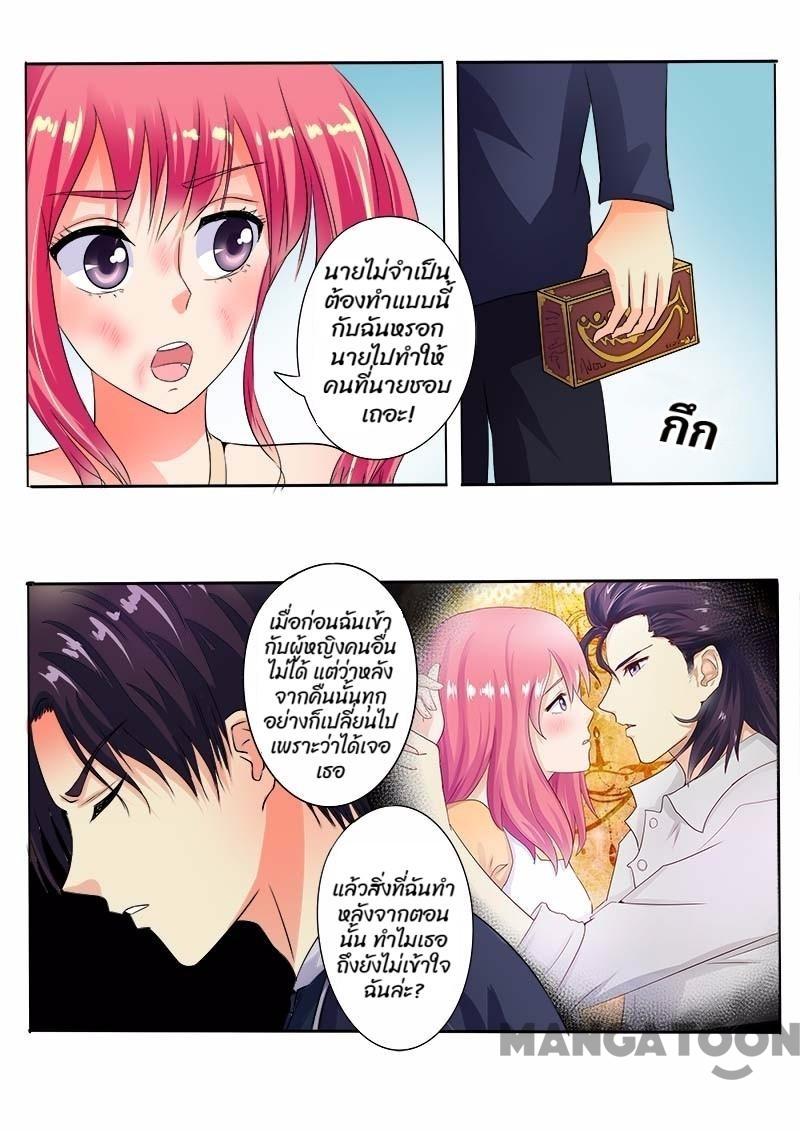 นายไม่จำเป็น
ต้องทำแบบนี้
กับฉันหรอก
นายไปทำให้
คนที่นายชอบ
เถอะ!
กึก
เมื่อก่อนฉันเข้า
กับผู้หญิงคนอื่น
ไม่ได้ แต่ว่าหลัง
จากคืนนั้นทุก
อย่างก็เปลี่ยนไป
เพราะว่าได้เจอ
เธอ
แล้วสิ่งที่ฉันทำ
หลังจากตอน
นั้น ทำไมเธอ
ถึงยังไม่เข้าใจ
ฉันล่ะ?
MANGATOON